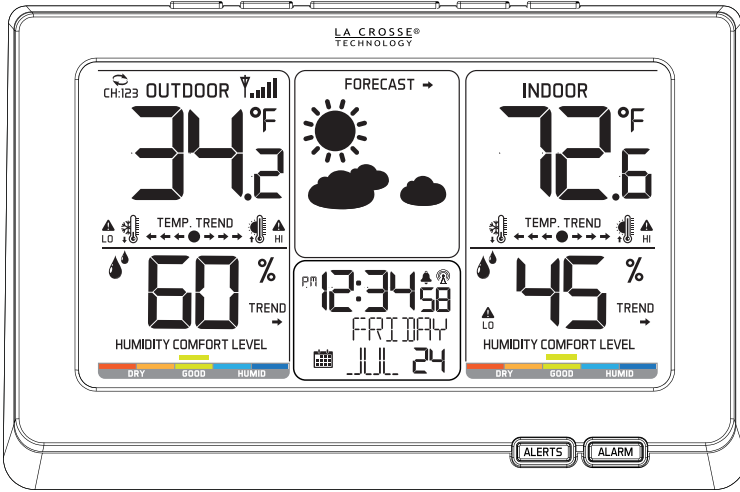 LA CROSSE®
TECHNOLOGY
CH:123 OUTDOOR
34.2 °F
LO TEMP. TREND HI
60 %
TREND
HUMIDITY COMFORT LEVEL
DRY GOOD HUMID
FORECAST →
PM 12:34 58
FRIDAY
JUL 24
INDOOR
72.6 °F
LO TEMP. TREND HI
45 %
LO
TREND
HUMIDITY COMFORT LEVEL
DRY GOOD HUMID
ALERTS ALARM